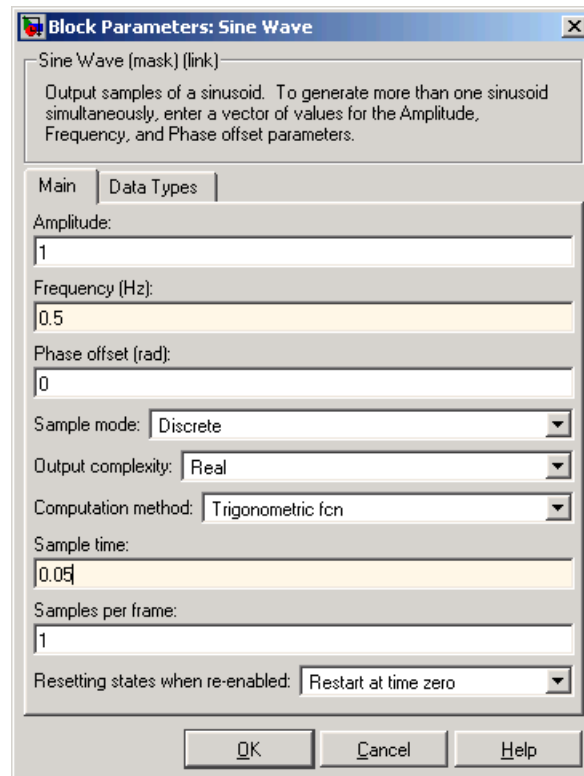 Block Parameters: Sine Wave
Sine Wave (mask) (link)
Output samples of a sinusoid. To generate more than one sinusoid
simultaneously, enter a vector of values for the Amplitude,
Frequency, and Phase offset parameters.
Main Data Types
Amplitude:
1
Frequency (Hz):
0.5
Phase offset (rad):
0
Sample mode: Discrete
Output complexity: Real
Computation method: Trigonometric fcn
Sample time:
0.05
Samples per frame:
1
Resetting states when re-enabled: Restart at time zero
OK Cancel Help